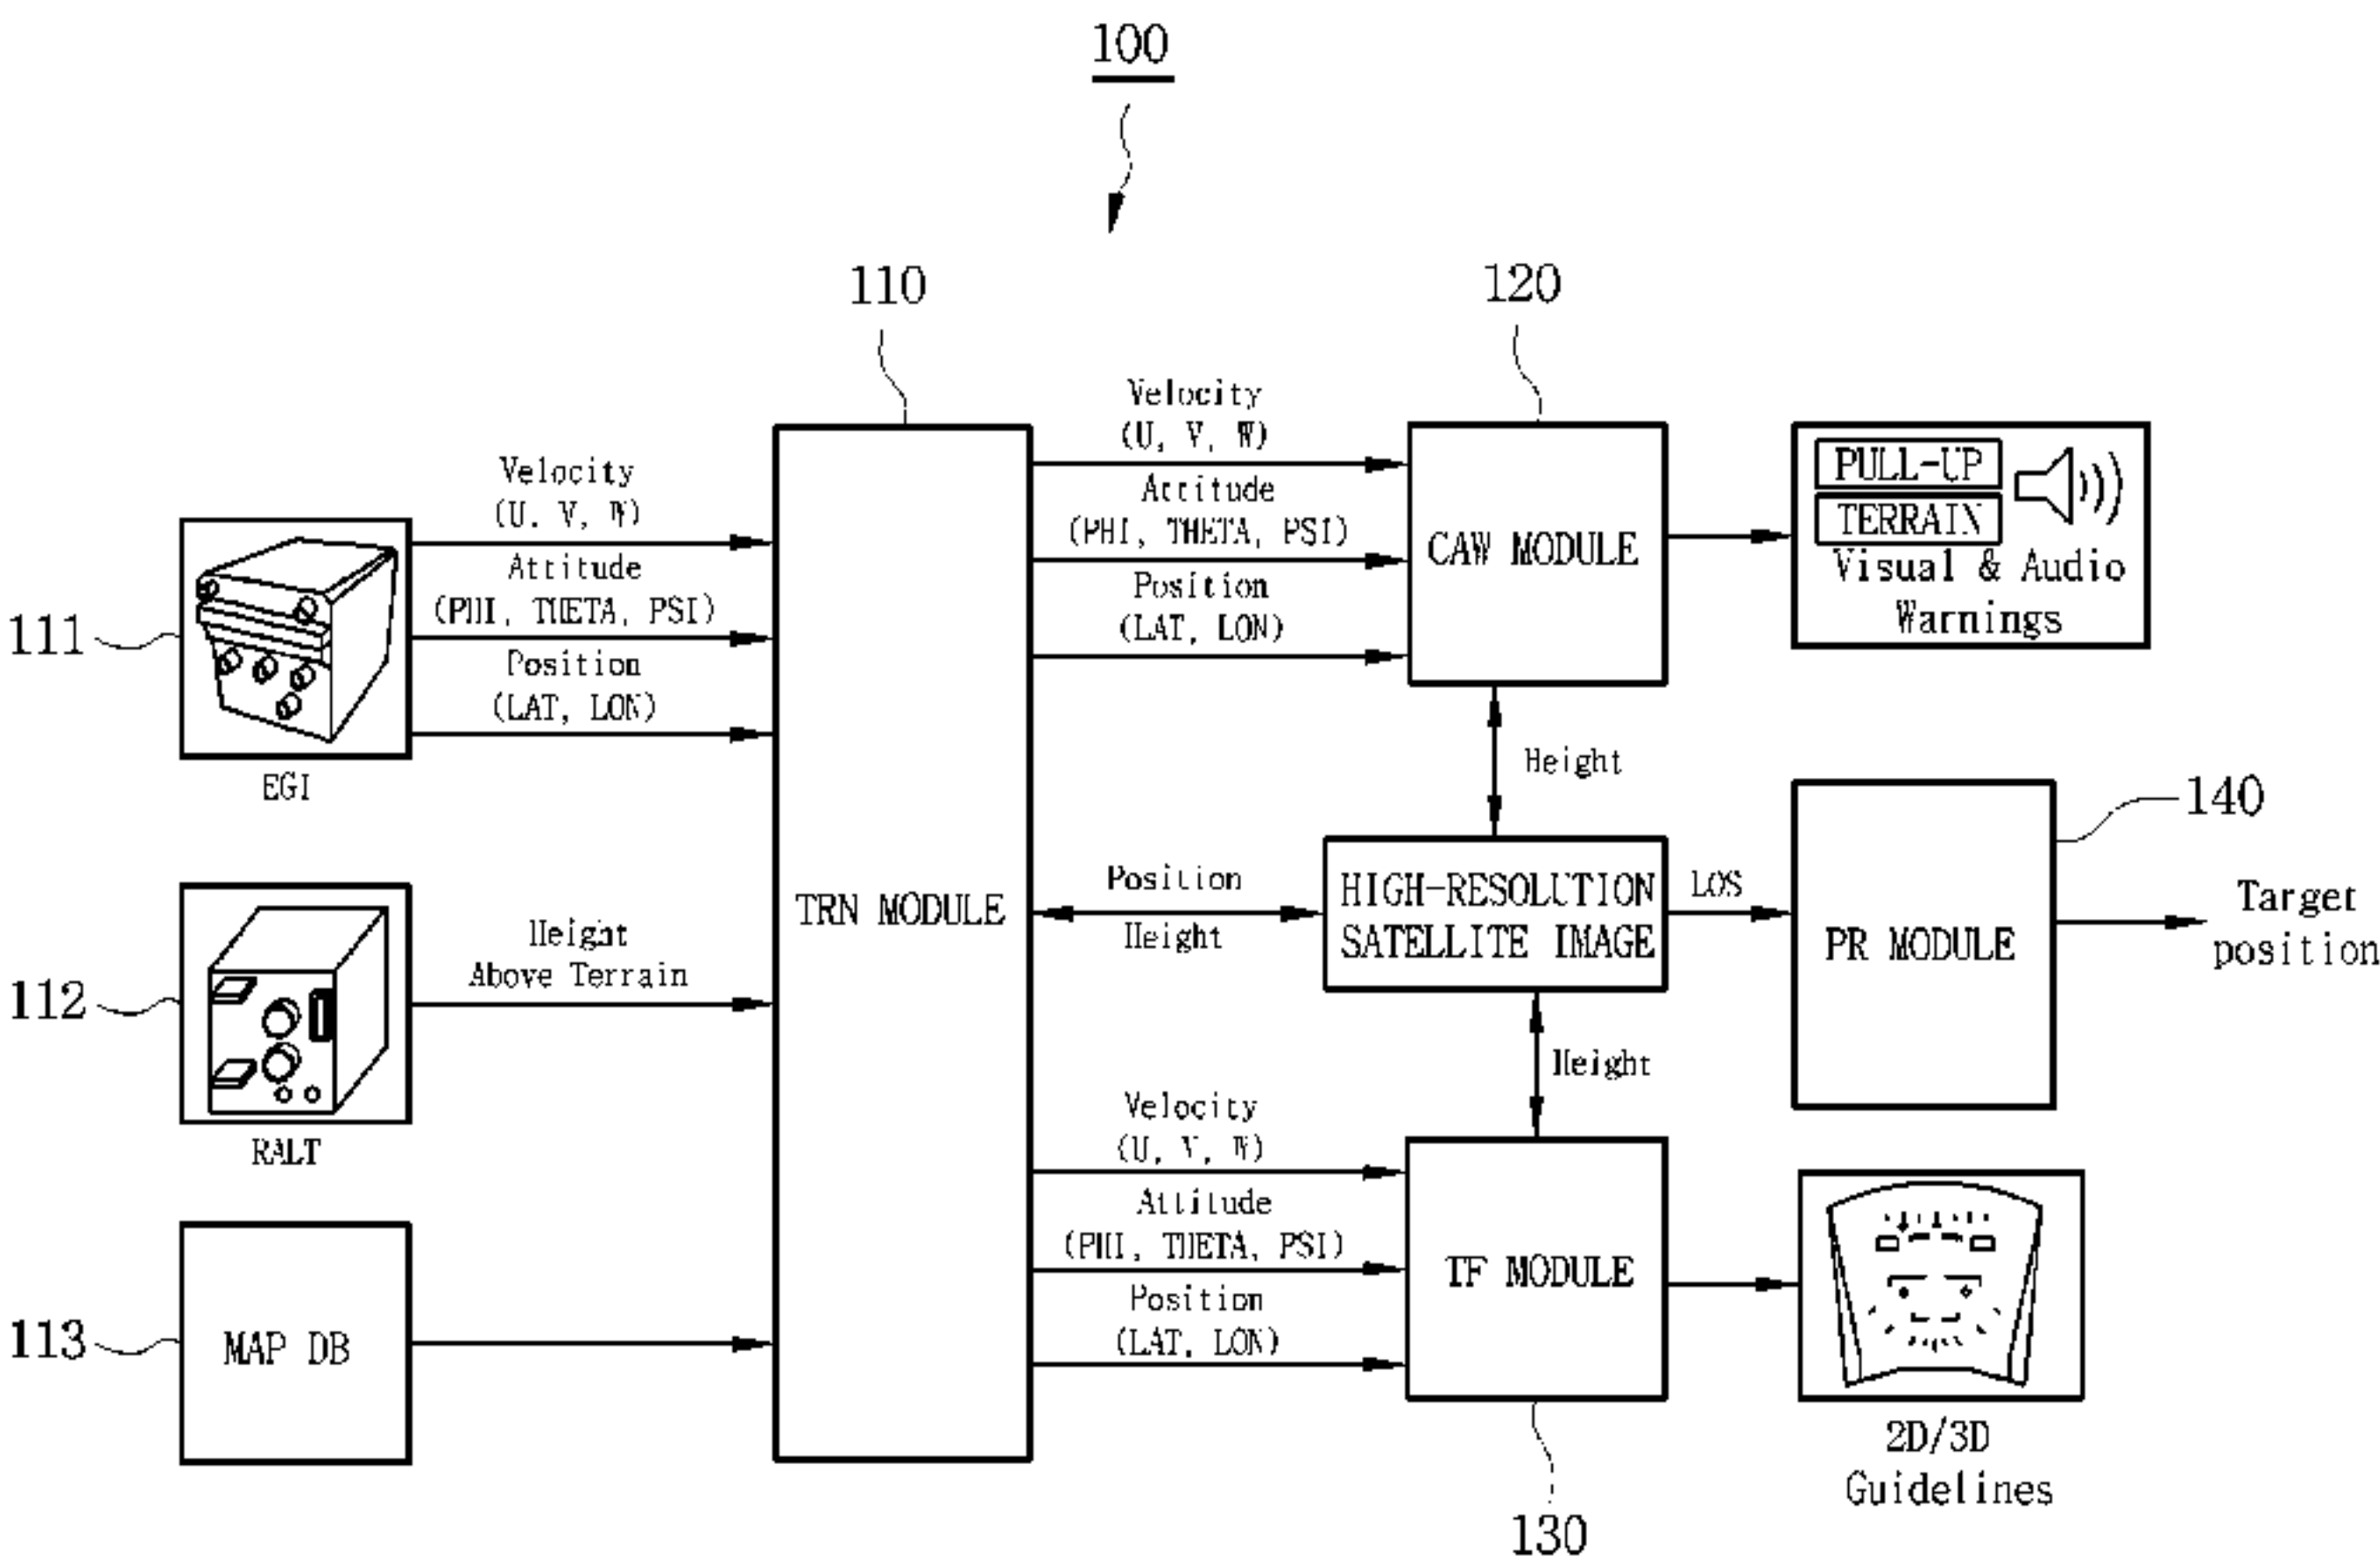 100
110
120
Velocity
(U, V, W)
Attitude
(PHI, THETA, PSI)
Position
(LAT, LON)
111
EGI
Height
Above Terrain
112
RALT
113
MAP DB
TRN MODULE
Velocity
(U, V, W)
Attitude
(PHI, THETA, PSI)
Position
(LAT, LON)
CAW MODULE
PULL-UP
TERRAIN
Visual & Audio
Warnings
Height
Position
Height
HIGH-RESOLUTION
SATELLITE IMAGE
LOS
PR MODULE
140
Target
position
Height
Velocity
(U, V, W)
Attitude
(PHI, THETA, PSI)
Position
(LAT, LON)
TF MODULE
130
2D/3D
Guidelines